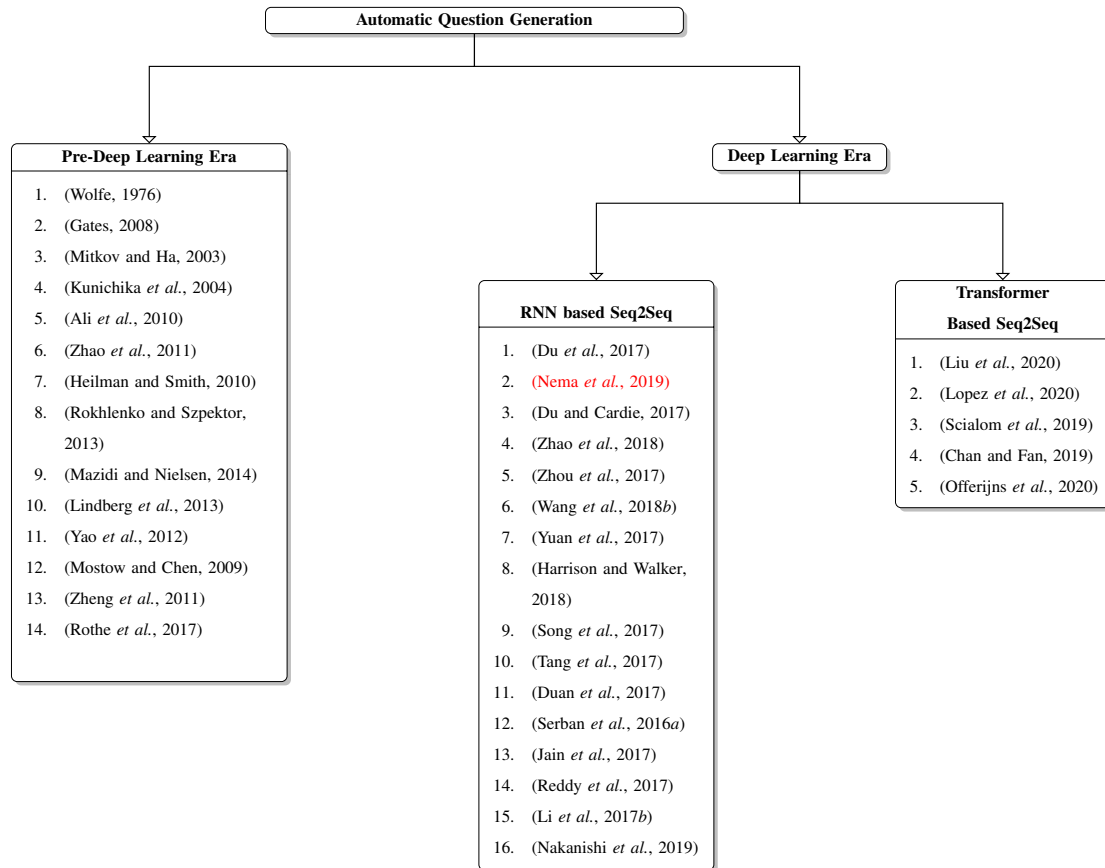 Automatic Question Generation
Pre-Deep Learning Era
1. (Wolfe, 1976)
2. (Gates, 2008)
3. (Mitkov and Ha, 2003)
4. (Kunichika et al., 2004)
5. (Ali et al., 2010)
6. (Zhao et al., 2011)
7. (Heilman and Smith, 2010)
8. (Rokhlenko and Szpektor,
2013)
9. (Mazidi and Nielsen, 2014)
10. (Lindberg et al., 2013)
11. (Yao et al., 2012)
12. (Mostow and Chen, 2009)
13. (Zheng et al., 2011)
14. (Rothe et al., 2017)
Deep Learning Era
RNN based Seq2Seq
1. (Du et al., 2017)
2. (Nema et al., 2019)
3. (Du and Cardie, 2017)
4. (Zhao et al., 2018)
5. (Zhou et al., 2017)
6. (Wang et al., 2018b)
7. (Yuan et al., 2017)
8. (Harrison and Walker,
2018)
9. (Song et al., 2017)
10. (Tang et al., 2017)
11. (Duan et al., 2017)
12. (Serban et al., 2016a)
13. (Jain et al., 2017)
14. (Reddy et al., 2017)
15. (Li et al., 2017b)
16. (Nakanishi et al., 2019)
Transformer
Based Seq2Seq
1. (Liu et al., 2020)
2. (Lopez et al., 2020)
3. (Scialom et al., 2019)
4. (Chan and Fan, 2019)
5. (Offerijns et al., 2020)